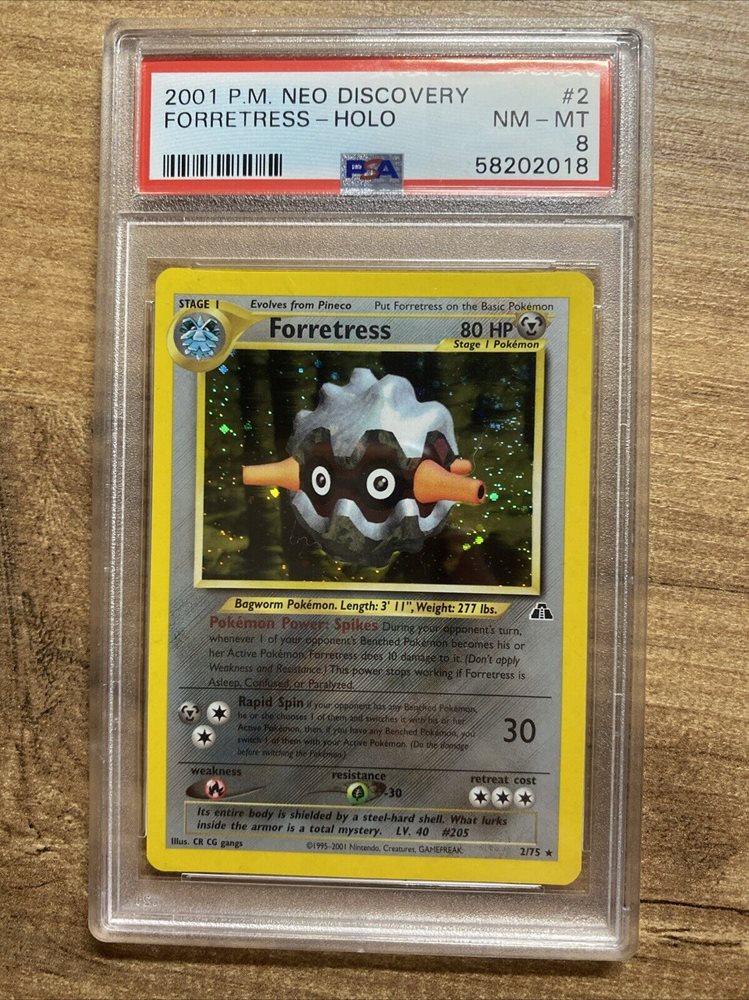 2001 P.M. NEO DISCOVERY #2
FORRETRESS - HOLO NM - MT
8
PSA 58202018
STAGE 1 Evolves from Pineco Put Forretress on the Basic Pokémon
Forretress 80 HP
Stage 1 Pokémon
Bagworm Pokémon. Length: 3' 11", Weight: 277 lbs.
Pokémon Power: Spikes During your opponent's turn,
whenever 1 of your opponent's Benched Pokémon becomes his or
her Active Pokémon, Forretress does 10 damage to it. (Don't apply
Weakness and Resistance.) This power stops working if Forretress is
Asleep, Confused, or Paralyzed.
Rapid Spin If your opponent has any Benched Pokémon,
he or she chooses 1 of them and switches it with his or her
Active Pokémon, then, if you have any Benched Pokémon, you
switch 1 of them with your Active Pokémon. (Do the damage
before switching the Pokémon.)
30
weakness resistance retreat cost
-30
Its entire body is shielded by a steel-hard shell. What lurks
inside the armor is a total mystery. LV. 40 #205
Illus. CR CG gangs ©1995-2001 Nintendo, Creatures, GAMEFREAK. 2/75 ★